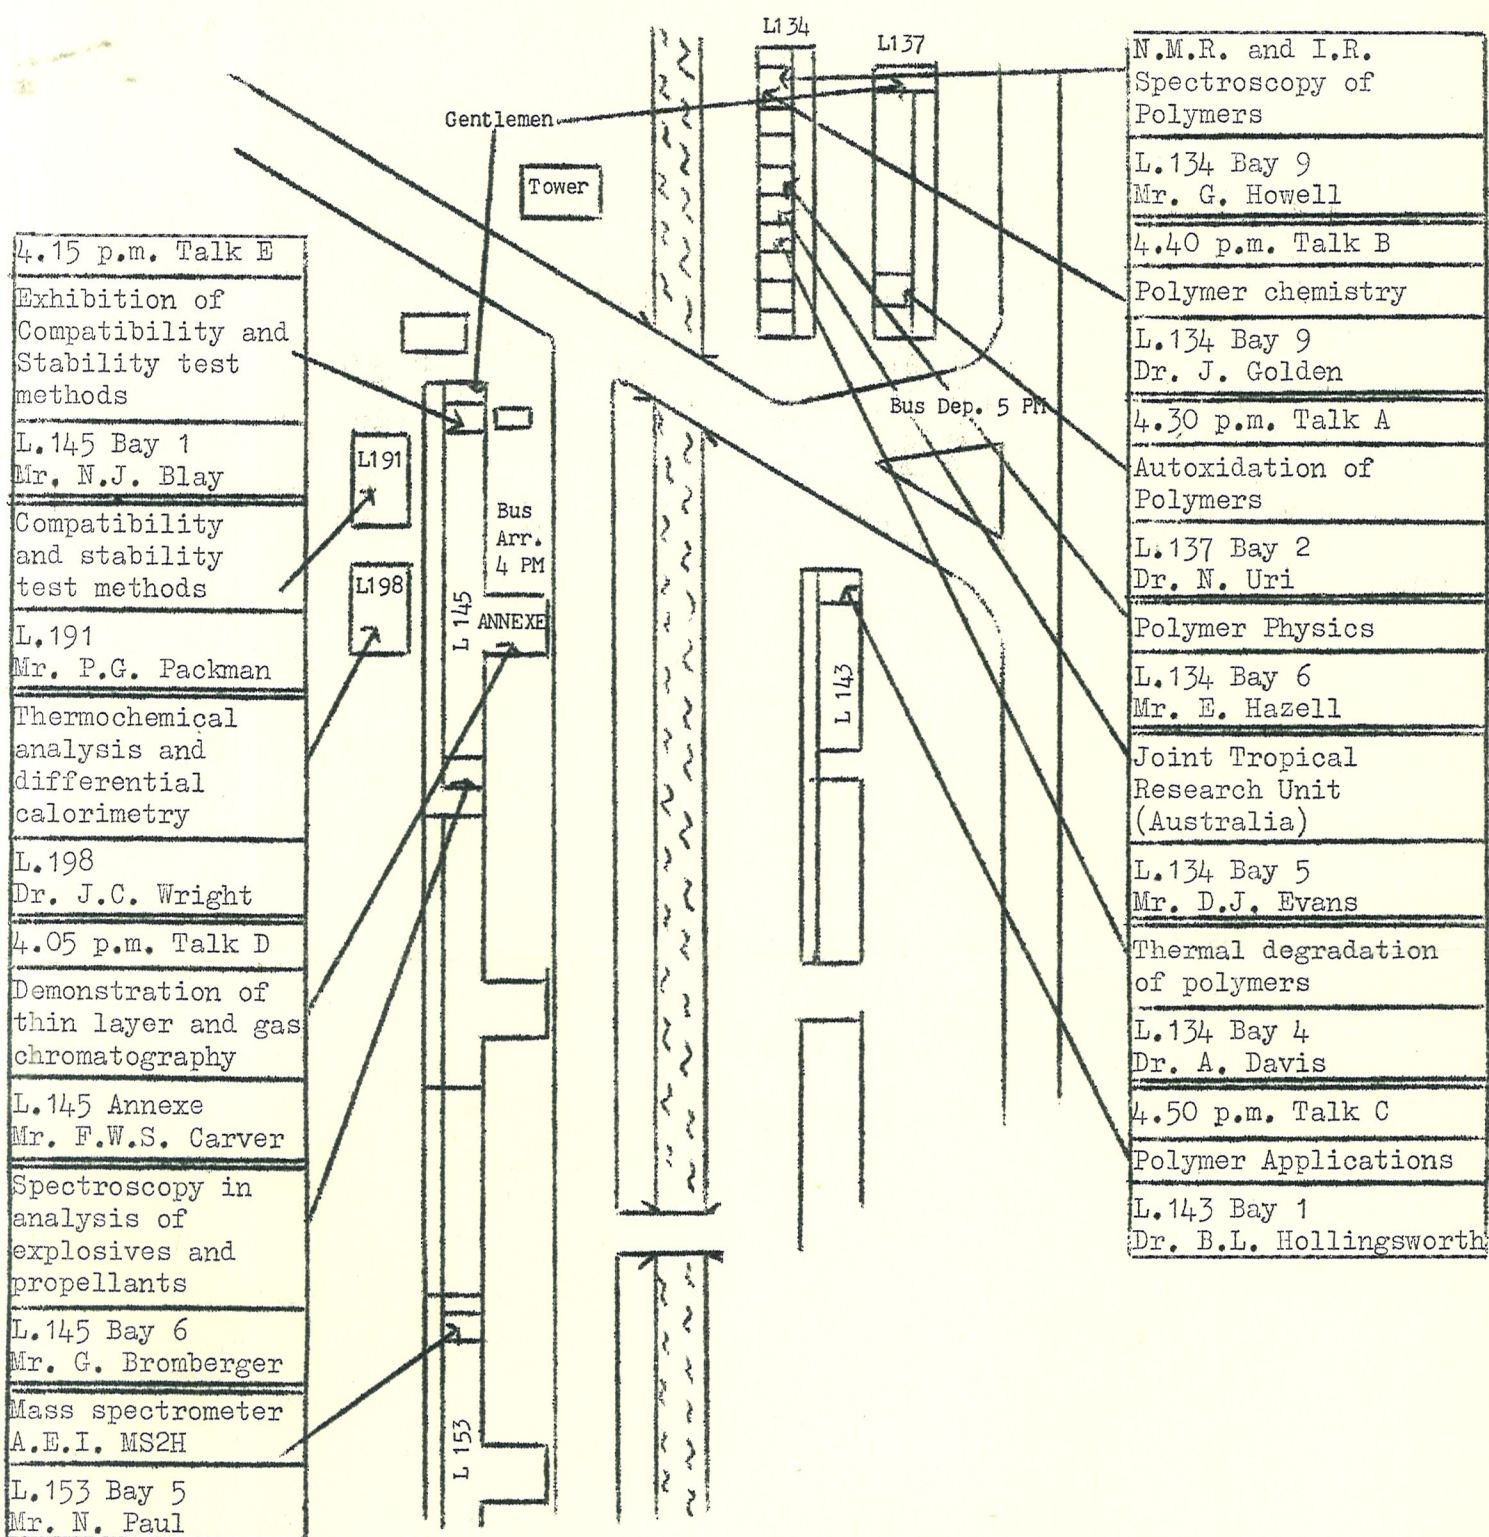 4.15 p.m. Talk E
Exhibition of
Compatibility and
Stability test
methods
L.145 Bay 1
Mr. N.J. Blay
Compatibility
and stability
test methods
L.191
Mr. P.G. Packman
Thermochemical
analysis and
differential
calorimetry
L.198
Dr. J.C. Wright
4.05 p.m. Talk D
Demonstration of
thin layer and gas
chromatography
L.145 Annexe
Mr. F.W.S. Carver
Spectroscopy in
analysis of
explosives and
propellants
L.145 Bay 6
Mr. G. Bromberger
Mass spectrometer
A.E.I. MS2H
L.153 Bay 5
Mr. N. Paul
L134
L137
Gentlemen
Tower
Bus Dep. 5 PM
L191
L198
Bus
Arr.
4 PM
L 145
ANNEXE
L 143
L 153
N.M.R. and I.R.
Spectroscopy of
Polymers
L.134 Bay 9
Mr. G. Howell
4.40 p.m. Talk B
Polymer chemistry
L.134 Bay 9
Dr. J. Golden
4.30 p.m. Talk A
Autoxidation of
Polymers
L.137 Bay 2
Dr. N. Uri
Polymer Physics
L.134 Bay 6
Mr. E. Hazell
Joint Tropical
Research Unit
(Australia)
L.134 Bay 5
Mr. D.J. Evans
Thermal degradation
of polymers
L.134 Bay 4
Dr. A. Davis
4.50 p.m. Talk C
Polymer Applications
L.143 Bay 1
Dr. B.L. Hollingsworth